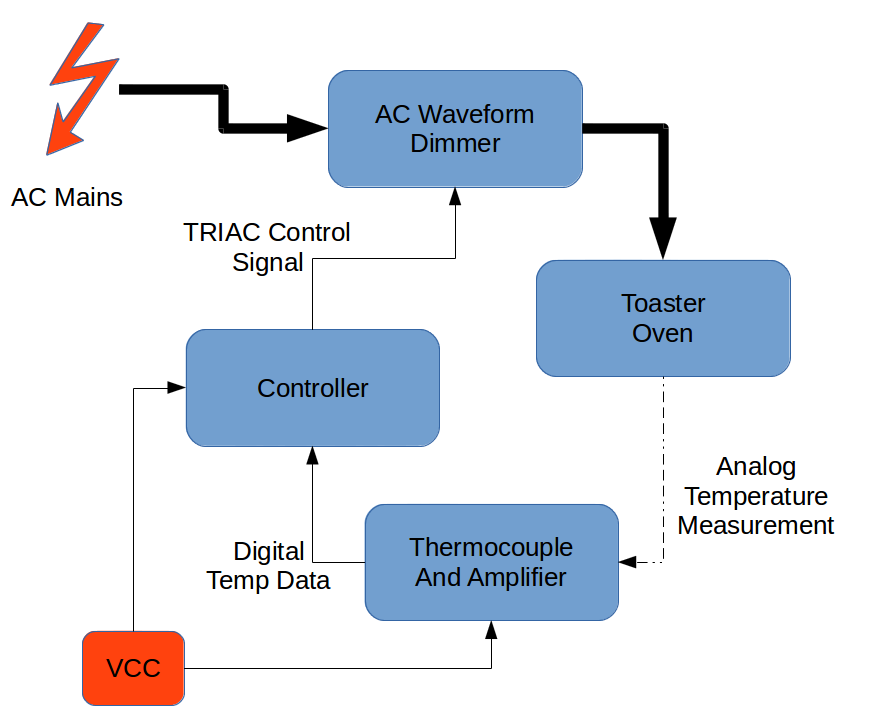 AC Waveform
Dimmer
AC Mains
TRIAC Control
Signal
Toaster
Oven
Controller
Analog
Temperature
Measurement
Thermocouple
And Amplifier
Digital
Temp Data
VCC